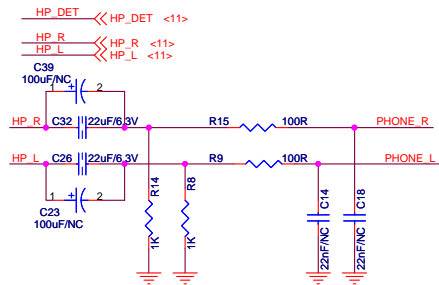 HP_DET HP_DET <11>
HP_R HP_R <11>
HP_L HP_L <11>
C39
100uF/NC
1 + 2
HP_R C32 22uF/6.3V R15 100R PHONE_R
HP_L C26 22uF/6.3V R9 100R PHONE_L
1 + 2
C23
100uF/NC
R14
1K
R8
1K
C14
22nF/NC
C18
22nF/NC